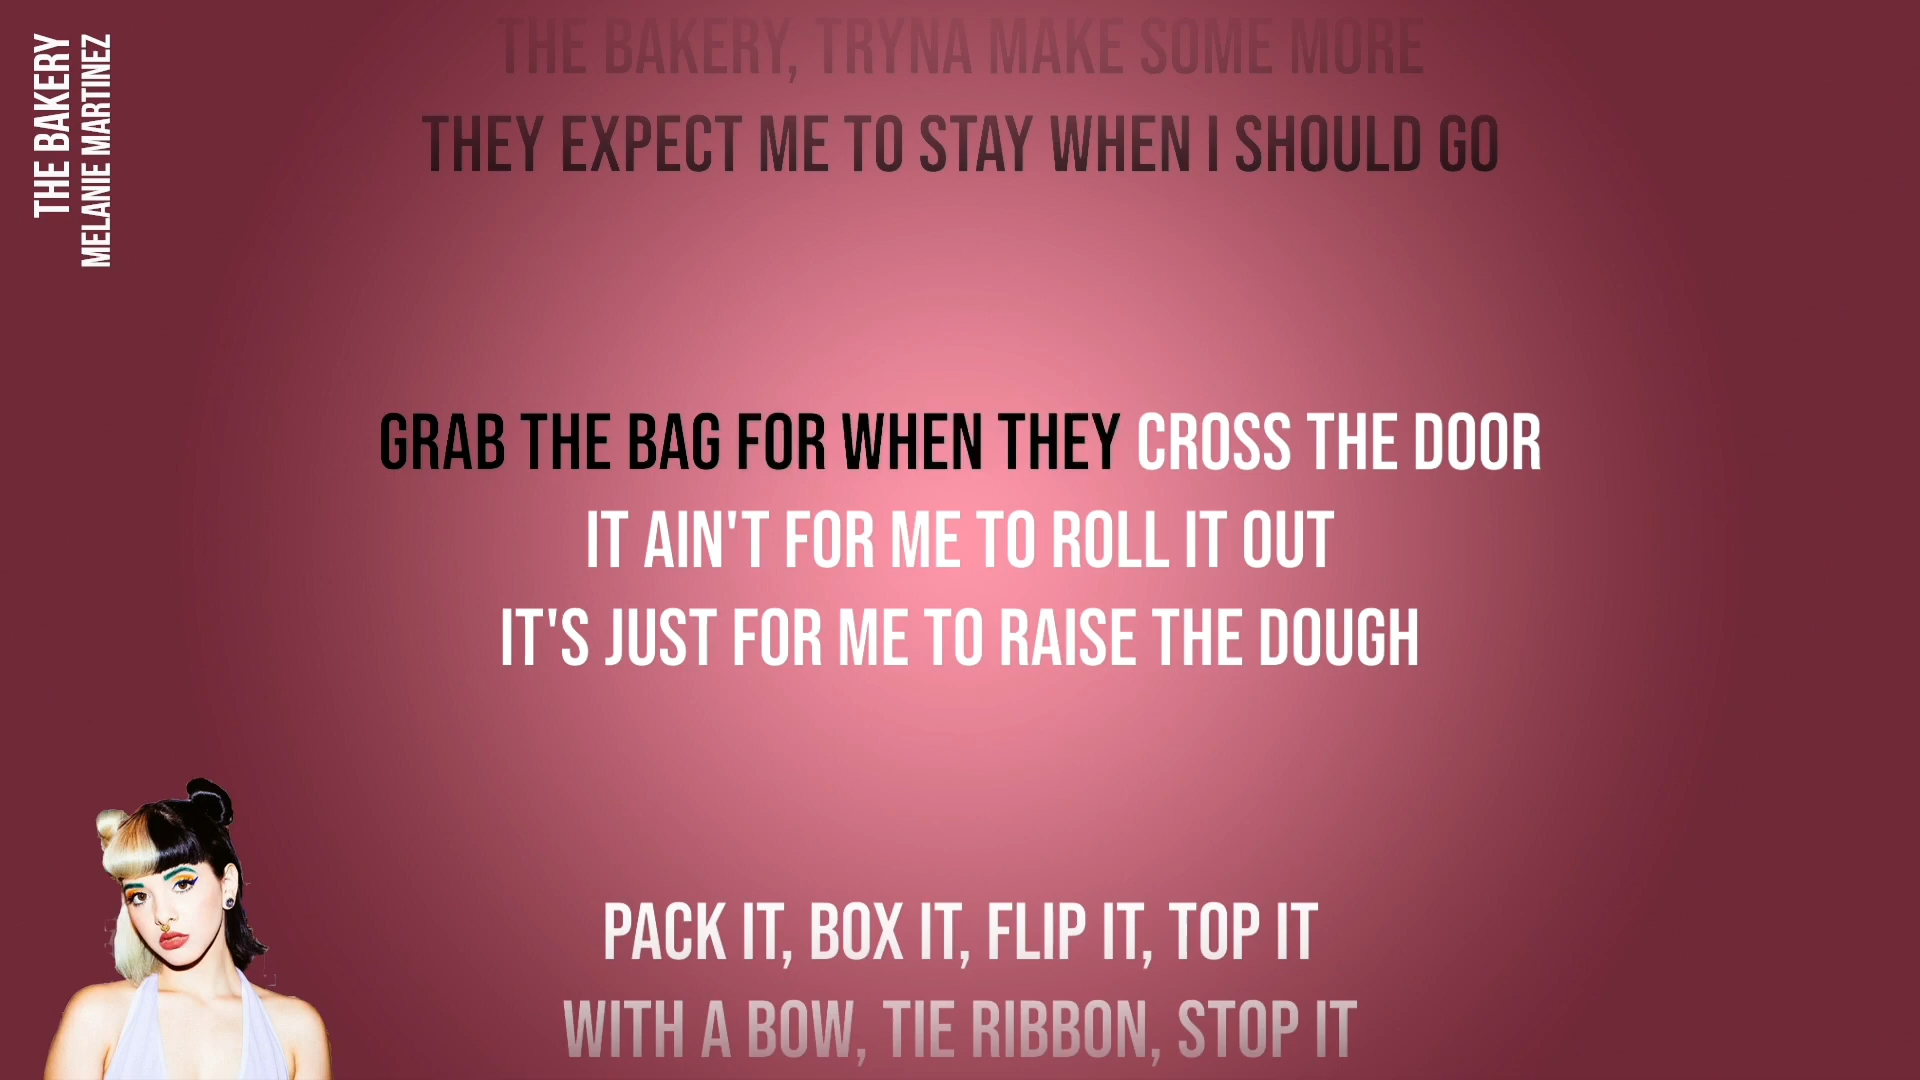 THE BAKERY
MELANIE MARTINEZ
THE BAKERY, TRYNA MAKE SOME MORE
THEY EXPECT ME TO STAY WHEN I SHOULD GO
GRAB THE BAG FOR WHEN THEY CROSS THE DOOR
IT AIN'T FOR ME TO ROLL IT OUT
IT'S JUST FOR ME TO RAISE THE DOUGH
PACK IT, BOX IT, FLIP IT, TOP IT
WITH A BOW, TIE RIBBON, STOP IT